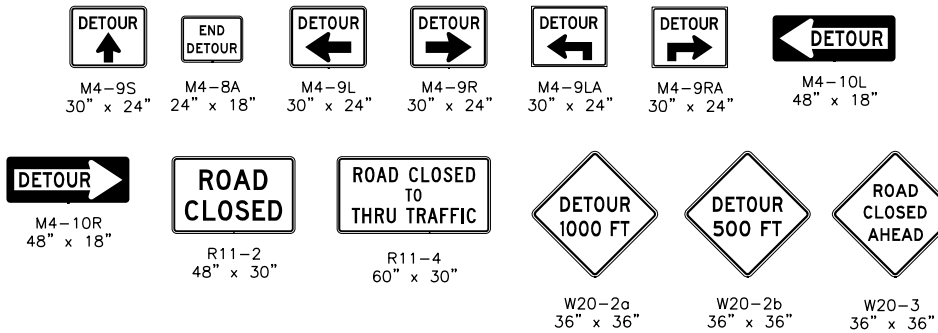 DETOUR
M4-9S
30" x 24"
END
DETOUR
M4-8A
24" x 18"
DETOUR
M4-9L
30" x 24"
DETOUR
M4-9R
30" x 24"
DETOUR
M4-9LA
30" x 24"
DETOUR
M4-9RA
30" x 24"
DETOUR
M4-10L
48" x 18"
DETOUR
M4-10R
48" x 18"
ROAD
CLOSED
R11-2
48" x 30"
ROAD CLOSED
TO
THRU TRAFFIC
R11-4
60" x 30"
DETOUR
1000 FT
W20-2a
36" x 36"
DETOUR
500 FT
W20-2b
36" x 36"
ROAD
CLOSED
AHEAD
W20-3
36" x 36"